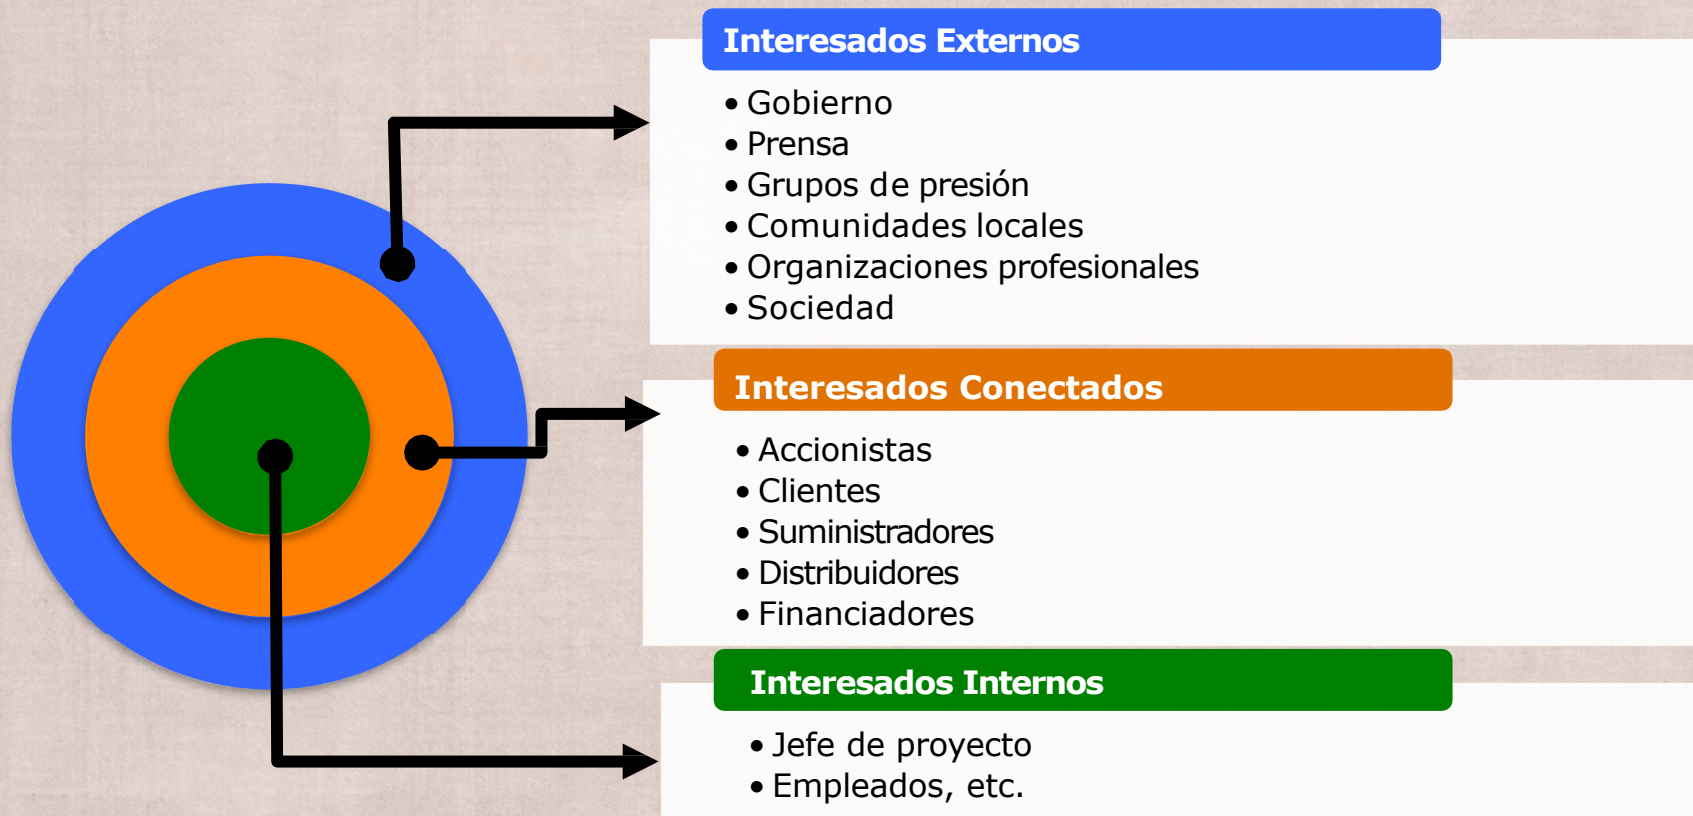 Interesados Externos
• Gobierno
• Prensa
• Grupos de presión
• Comunidades locales
• Organizaciones profesionales
• Sociedad
Interesados Conectados
• Accionistas
• Clientes
• Suministradores
• Distribuidores
• Financiadores
Interesados Internos
• Jefe de proyecto
• Empleados, etc.